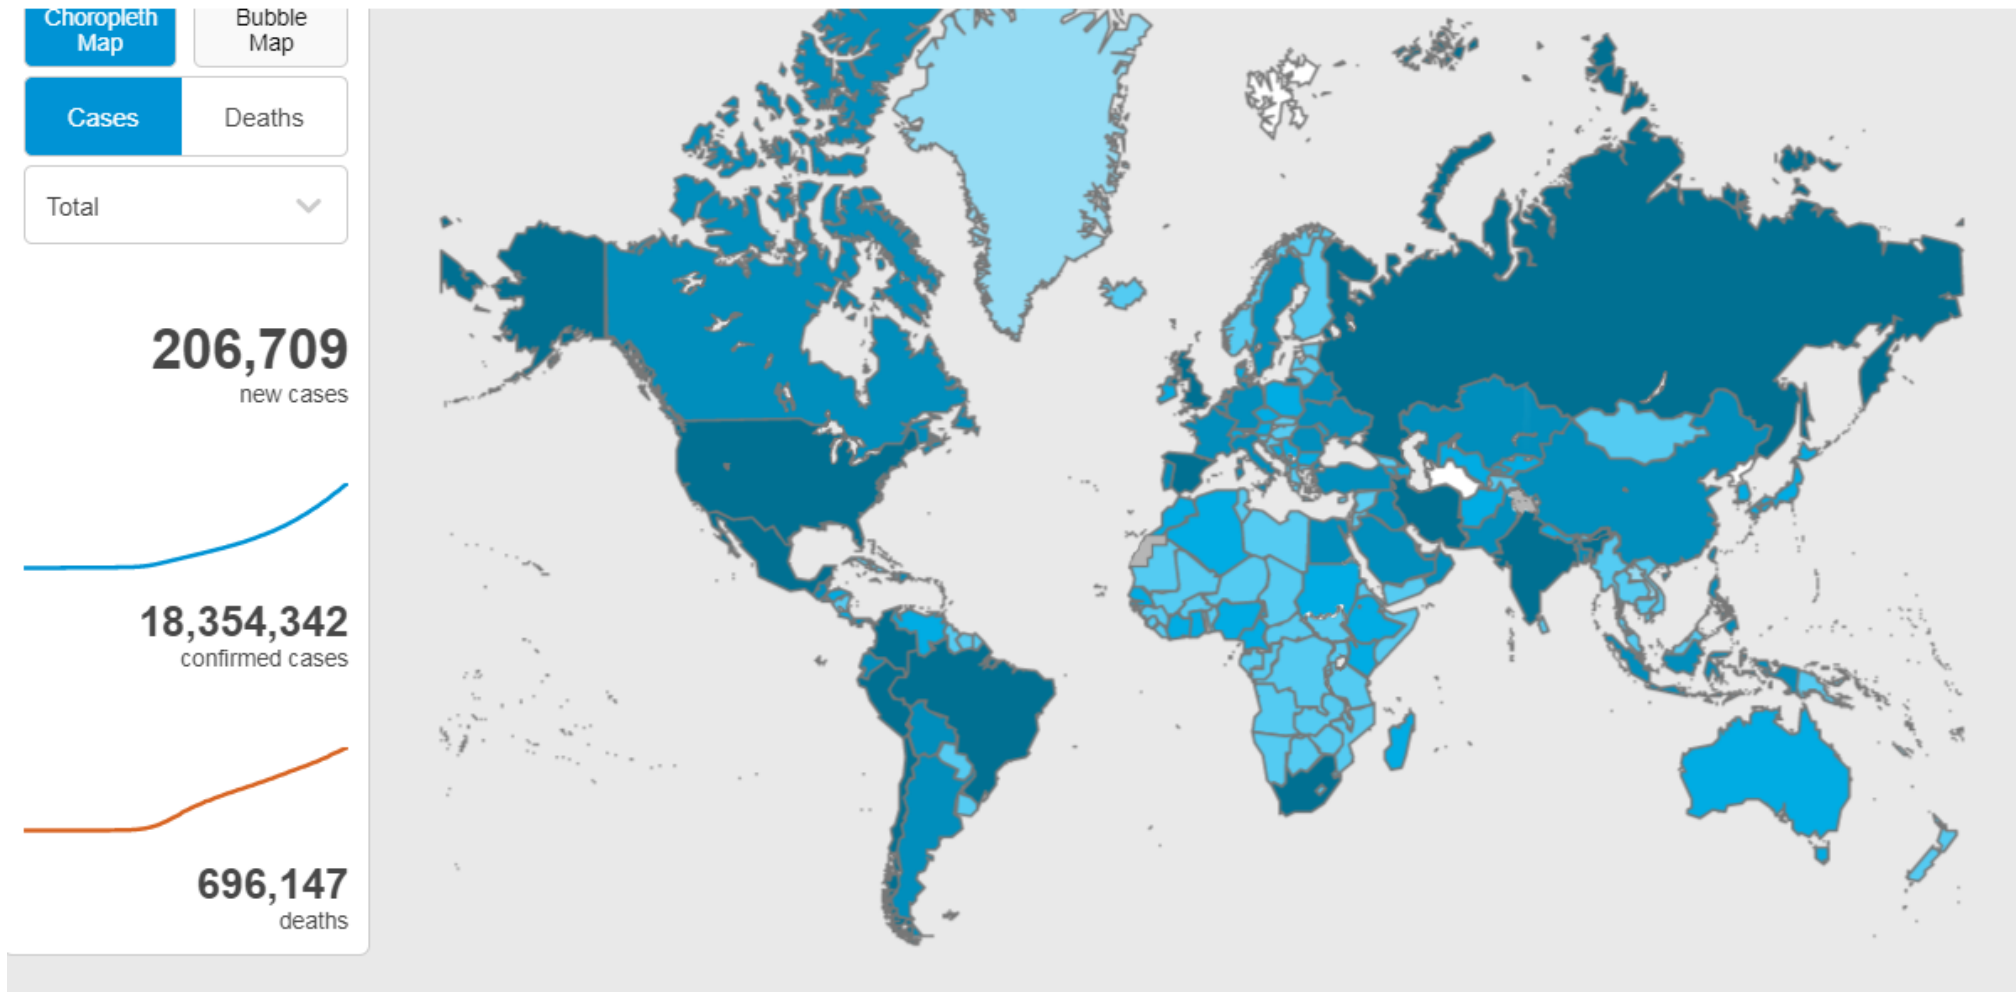 Choropleth
Map
Bubble
Map
Cases
Deaths
Total
206,709
new cases
18,354,342
confirmed cases
696,147
deaths